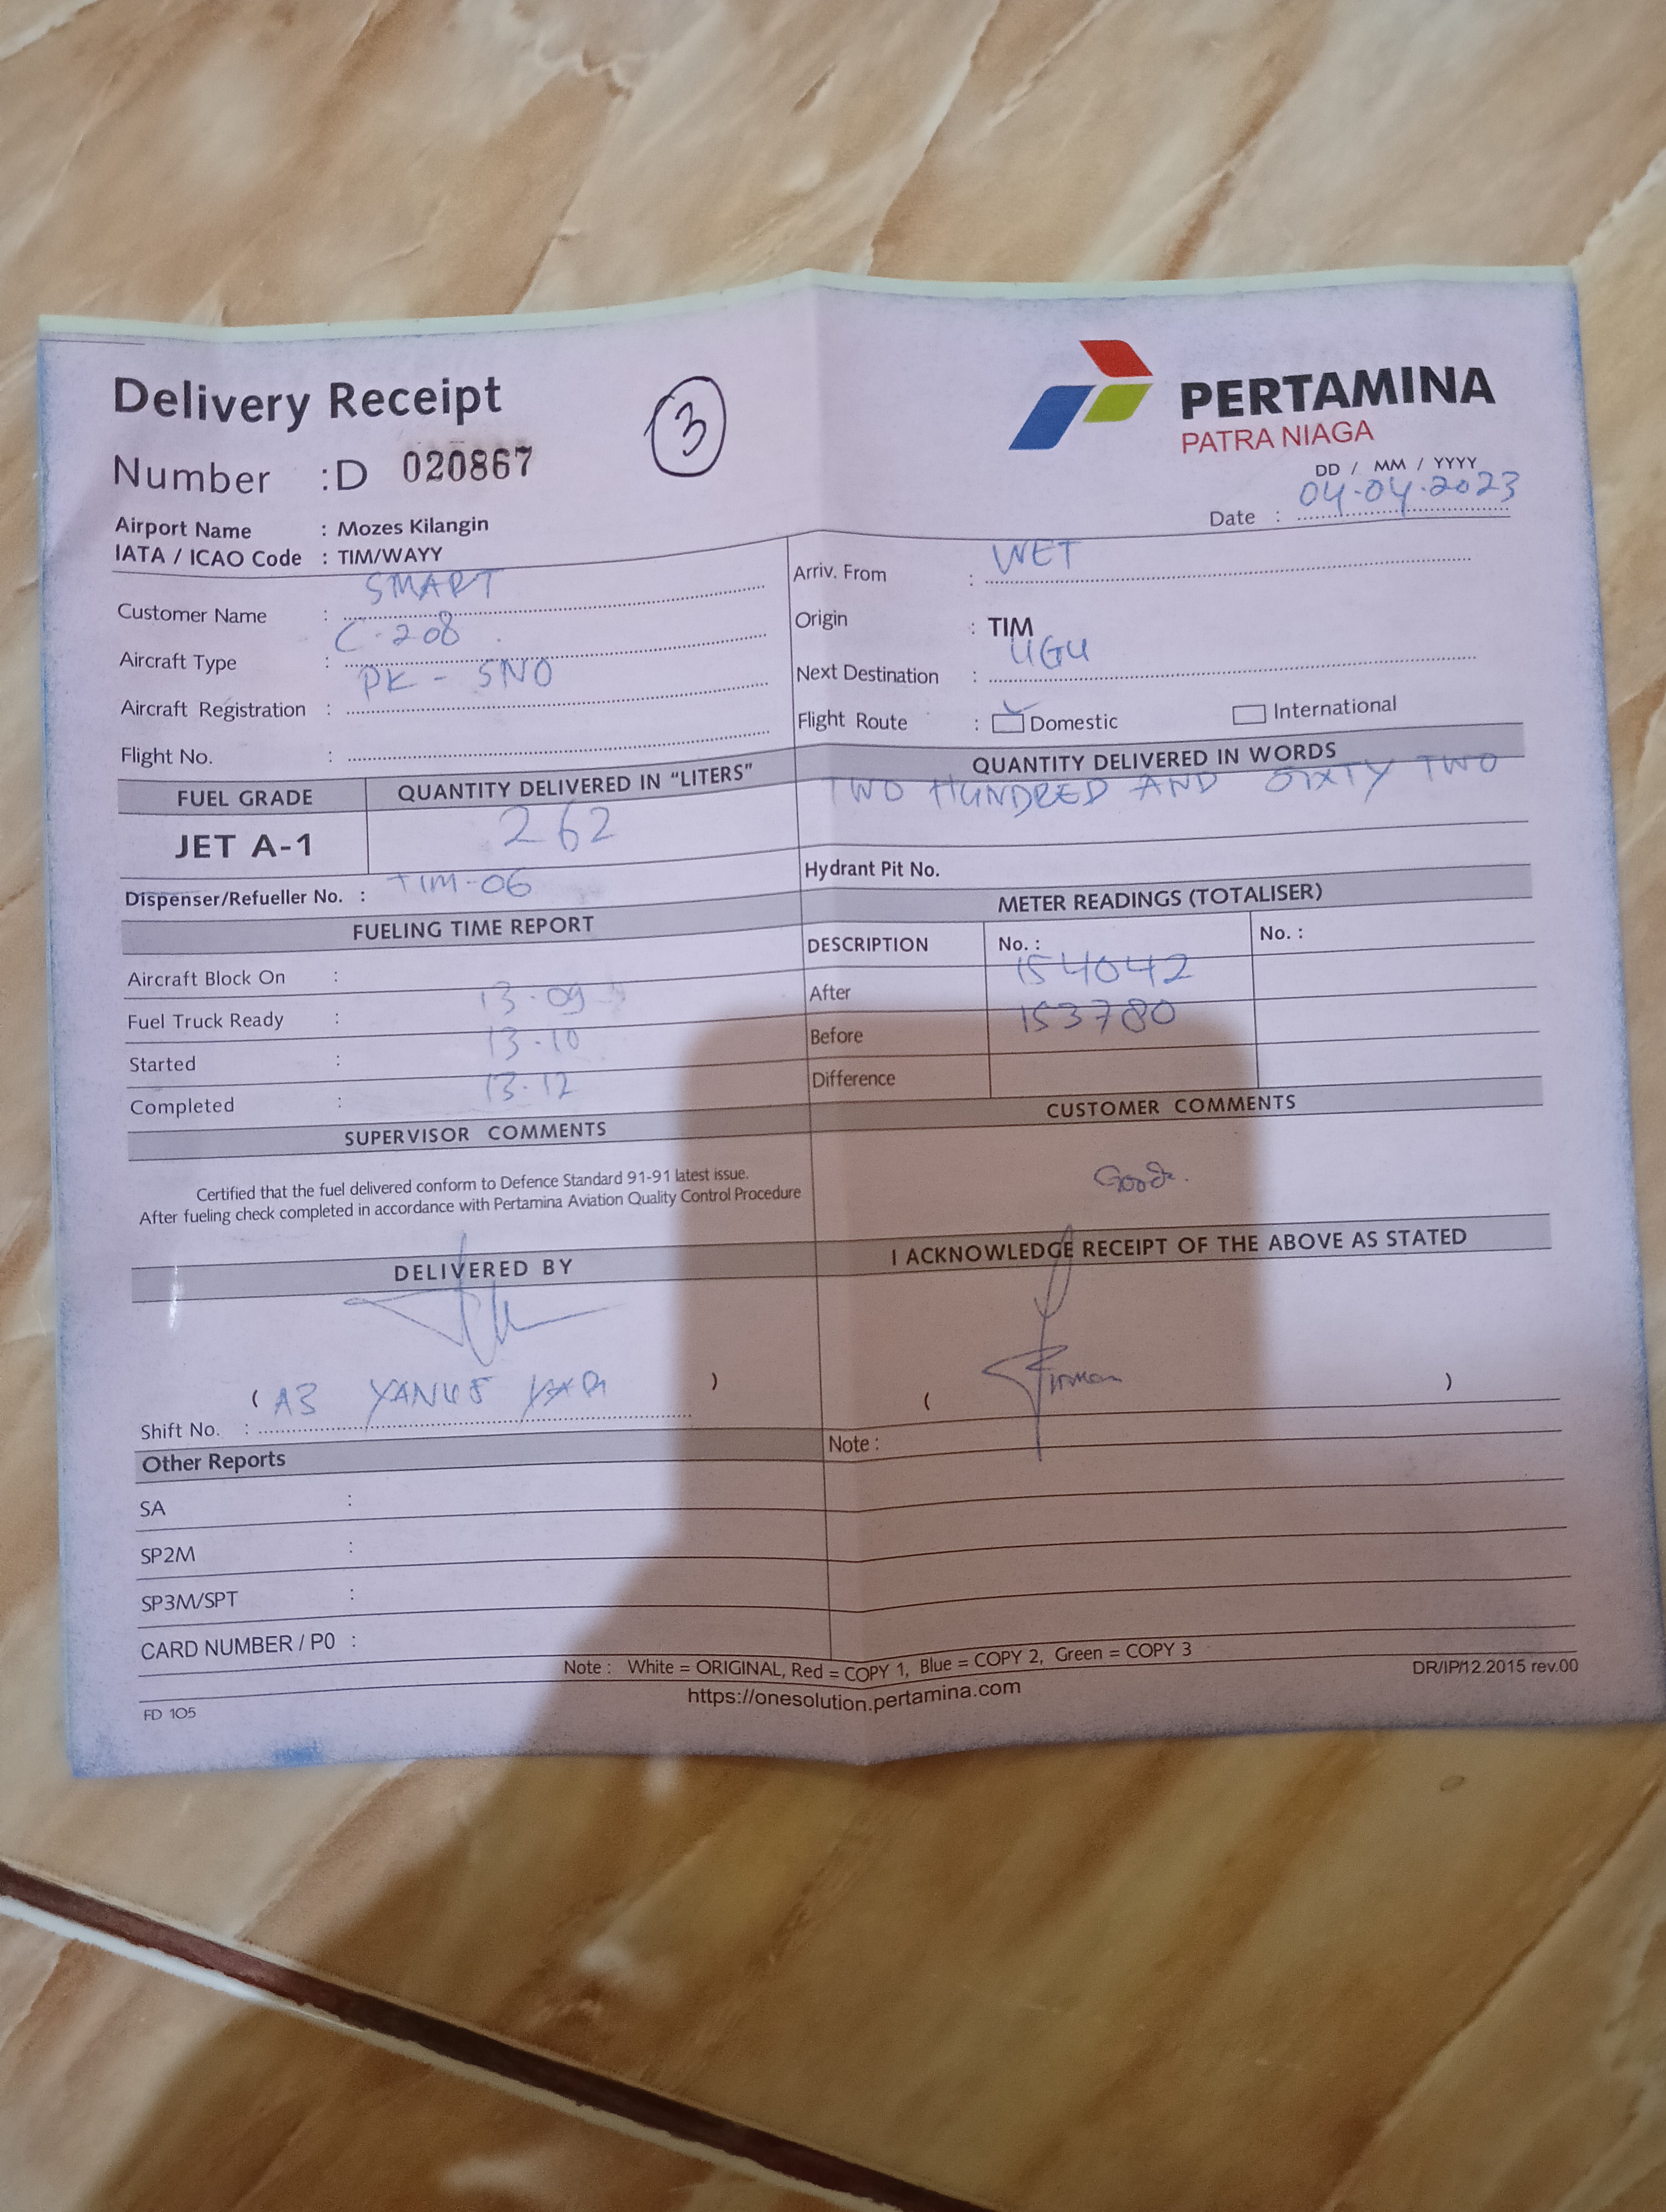 Delivery Receipt
3
PERTAMINA
PATRA NIAGA
Number : D 020867
DD / MM / YYYY
Date : 04-04-2023
Airport Name : Mozes Kilangin
IATA / ICAO Code : TIM/WAYY
Customer Name : SMART
Aircraft Type : C-208
Aircraft Registration : PK - SNO
Flight No. :
Arriv. From : WET
Origin : TIM
Next Destination : UGU
Flight Route : Domestic International
FUEL GRADE QUANTITY DELIVERED IN "LITERS" QUANTITY DELIVERED IN WORDS
JET A-1 262 TWO HUNDRED AND SIXTY TWO
Dispenser/Refueller No. : TIM-06
Hydrant Pit No.
FUELING TIME REPORT
Aircraft Block On :
Fuel Truck Ready : 13-09
Started : 13-10
Completed : 13-12
METER READINGS (TOTALISER)
DESCRIPTION No. : No. :
After 154042
Before 153780
Difference
SUPERVISOR COMMENTS
Certified that the fuel delivered conform to Defence Standard 91-91 latest issue.
After fueling check completed in accordance with Pertamina Aviation Quality Control Procedure
CUSTOMER COMMENTS
Good
DELIVERED BY
( A3 )
Shift No. :
I ACKNOWLEDGE RECEIPT OF THE ABOVE AS STATED
( Firman )
Other Reports
SA :
SP2M :
SP3M/SPT :
CARD NUMBER / P0 :
Note :
Note : White = ORIGINAL, Red = COPY 1, Blue = COPY 2, Green = COPY 3
https://onesolution.pertamina.com
DR/IP/12.2015 rev.00
FD 105